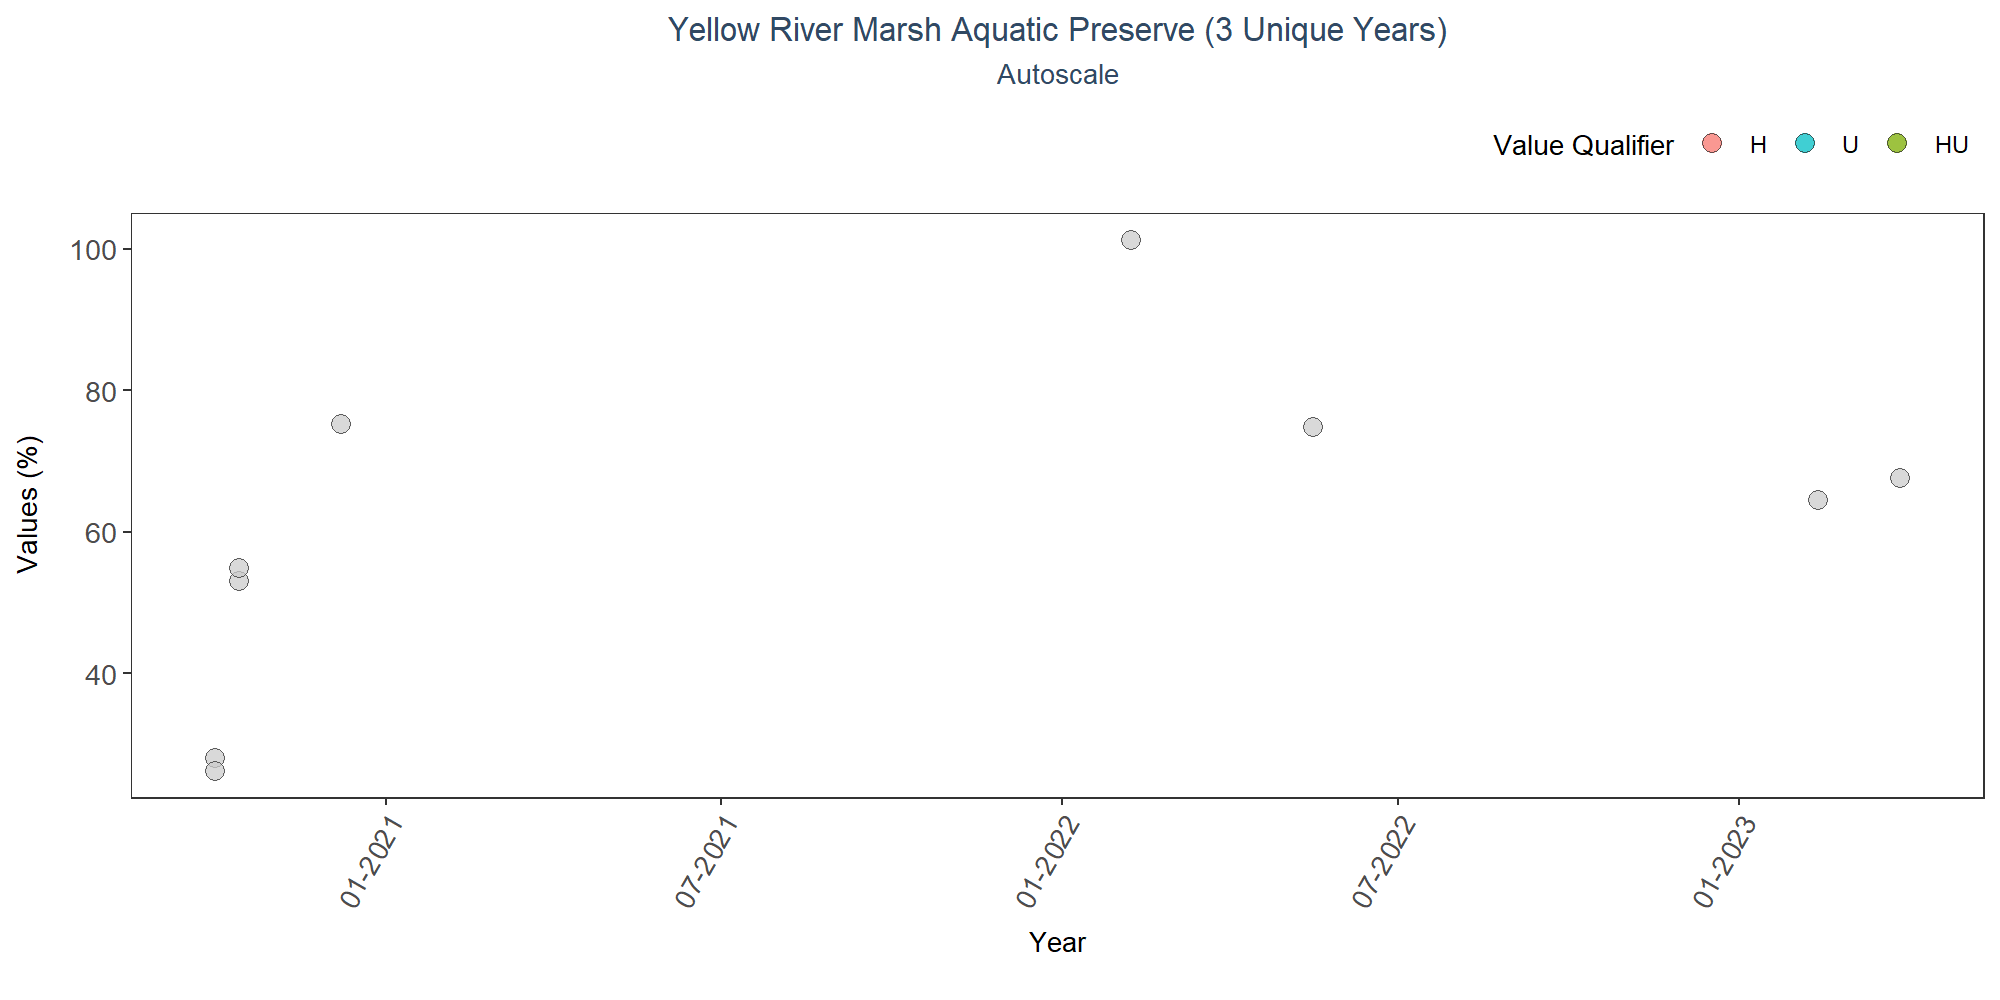 Yellow River Marsh Aquatic Preserve (3 Unique Years)
Autoscale
Value Qualifier H U HU
100
80
60
40
Values (%)
01-2021 07-2021 01-2022 07-2022 01-2023
Year